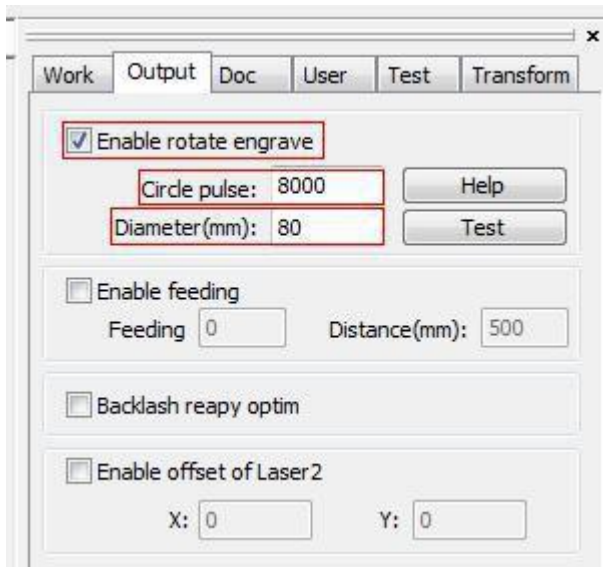 Work Output Doc User Test Transform
Enable rotate engrave
Circle pulse: 8000 Help
Diameter(mm): 80 Test
Enable feeding
Feeding 0 Distance(mm): 500
Backlash reapy optim
Enable offset of Laser2
X: 0 Y: 0